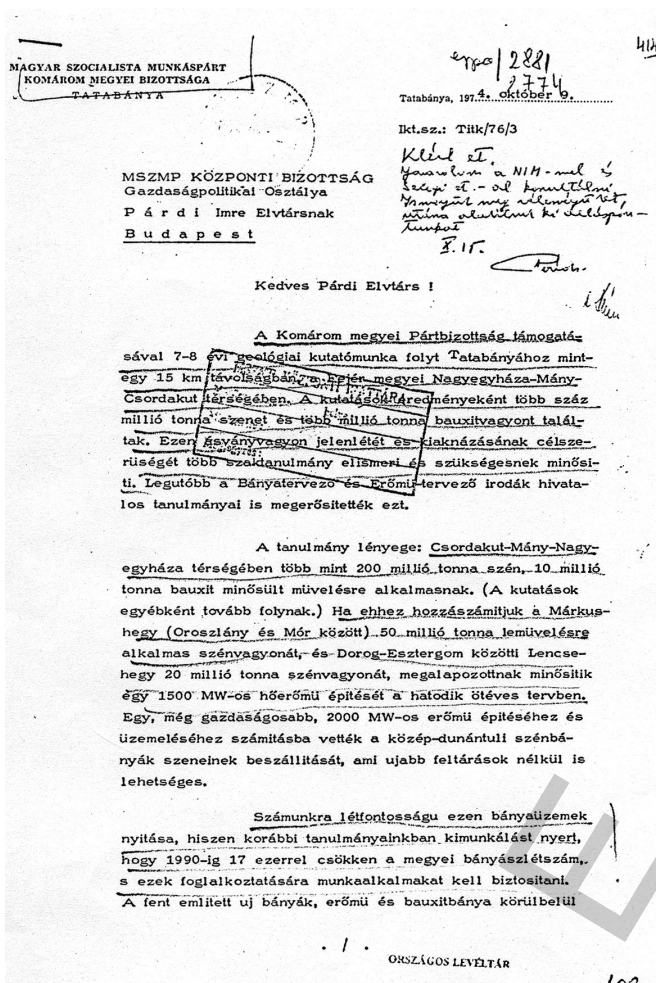 MAGYAR SZOCIALISTA MUNKÁSPÁRT
KOMÁROM MEGYEI BIZOTTSÁGA
TATABÁNYA
2881
2774
Tatabánya, 1974. október 9.
Ikt.sz.: Titk/76/3
MSZMP KÖZPONTI BIZOTTSÁG
Gazdaságpolitikai Osztálya
Párdi Imre Elvtársnak
Budapest
a NIM-mel és
X. 15.
Kedves Párdi Elvtárs !
A Komárom megyei Pártbizottság támogatá-
sával 7-8 évi geológiai kutatómunka folyt Tatabányához mint-
egy 15 km távolságban, a Fejér megyei Nagyegyháza-Mány-
Csordakut térségében. A kutatások eredményeként több száz
millió tonna szenet és több millió tonna bauxitvagyont talál-
tak. Ezen ásványvagyon jelenlétét és kiaknázásának célsze-
rüségét több szaktanulmány elismeri és szükségesnek minősi-
ti. Legutóbb a Bányatervező és Erőmü-tervező irodák hivata-
los tanulmányai is megerősitették ezt.
A tanulmány lényege: Csordakut-Mány-Nagy-
egyháza térségében több mint 200 millió tonna szén, 10 millió
tonna bauxit minősült müvelésre alkalmasnak. (A kutatások
egyébként tovább folynak.) Ha ehhez hozzászámitjuk a Márkus-
hegy (Oroszlány és Mór között) 50 millió tonna lemüvelésre
alkalmas szénvagyonát, és Dorog-Esztergom közötti Lencse-
hegy 20 millió tonna szénvagyonát, megalapozottnak minősitik
egy 1500 MW-os hőerőmü épitését a hatodik ötéves tervben.
Egy, még gazdaságosabb, 2000 MW-os erőmü épitéséhez és
üzemeléséhez számitásba vették a közép-dunántuli szénbá-
nyák szeneinek beszállitását, ami ujabb feltárások nélkül is
lehetséges.
Számunkra létfontosságu ezen bányaüzemek
nyitása, hiszen korábbi tanulmányainkban kimunkálást nyert,
hogy 1990-ig 17 ezerrel csökken a megyei bányászlétszám,
s ezek foglalkoztatására munkaalkalmakat kell biztositani.
A fent emlitett uj bányák, erőmü és bauxitbánya körülbelül
. / .
ORSZÁGOS LEVÉLTÁR